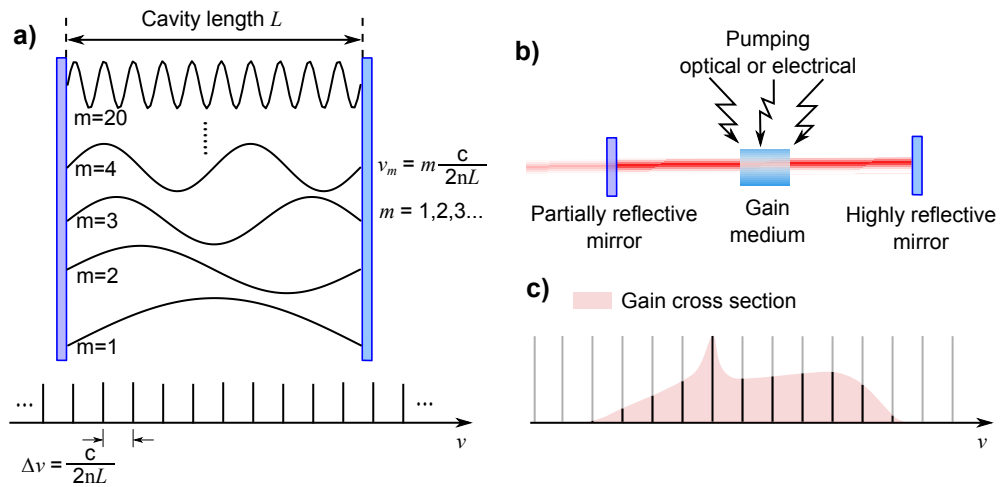 a)
Cavity length L
m=20
m=4
m=3
m=2
m=1
ν_m = m c/2nL
m = 1,2,3...
... ...
ν
Δν = c/2nL
b)
Pumping
optical or electrical
Partially reflective
mirror
Gain
medium
Highly reflective
mirror
c)
Gain cross section
ν